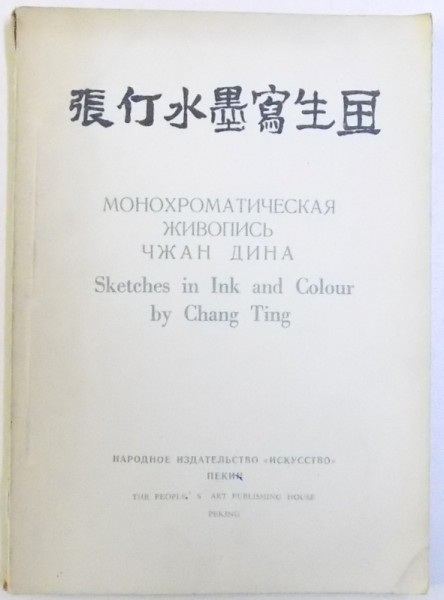 張仃水墨寫生画
МОНОХРОМАТИЧЕСКАЯ
ЖИВОПИСЬ
ЧЖАН ДИНА
Sketches in Ink and Colour
by Chang Ting
НАРОДНОЕ ИЗДАТЕЛЬСТВО «ИСКУССТВО»
ПЕКИН
THE PEOPLE'S ART PUBLISHING HOUSE
PEKING